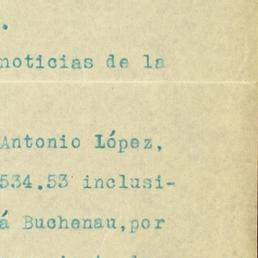 .
noticias de la
Antonio López,
534.53 inclusi-
á Buchenau,por